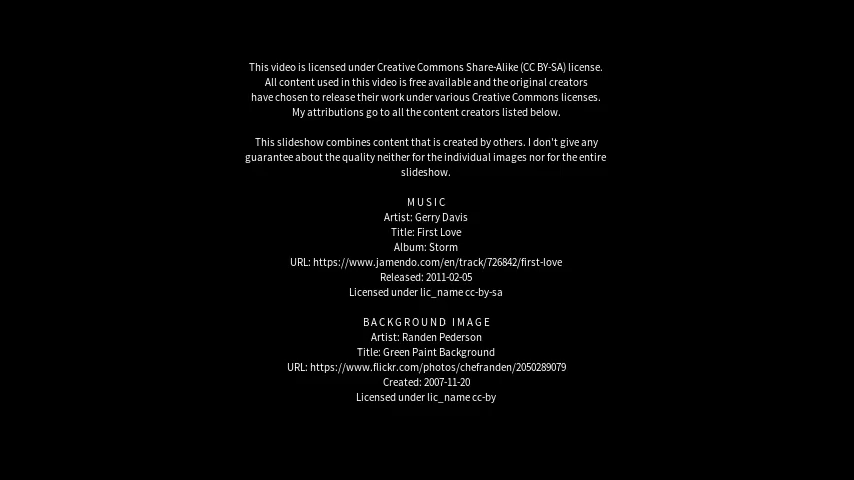 This video is licensed under Creative Commons Share-Alike (CC BY-SA) license.
All content used in this video is free available and the original creators
have chosen to release their work under various Creative Commons licenses.
My attributions go to all the content creators listed below.
This slideshow combines content that is created by others. I don't give any
guarantee about the quality neither for the individual images nor for the entire
slideshow.
M U S I C
Artist: Gerry Davis
Title: First Love
Album: Storm
URL: https://www.jamendo.com/en/track/726842/first-love
Released: 2011-02-05
Licensed under lic_name cc-by-sa
B A C K G R O U N D  I M A G E
Artist: Randen Pederson
Title: Green Paint Background
URL: https://www.flickr.com/photos/chefranden/2050289079
Created: 2007-11-20
Licensed under lic_name cc-by